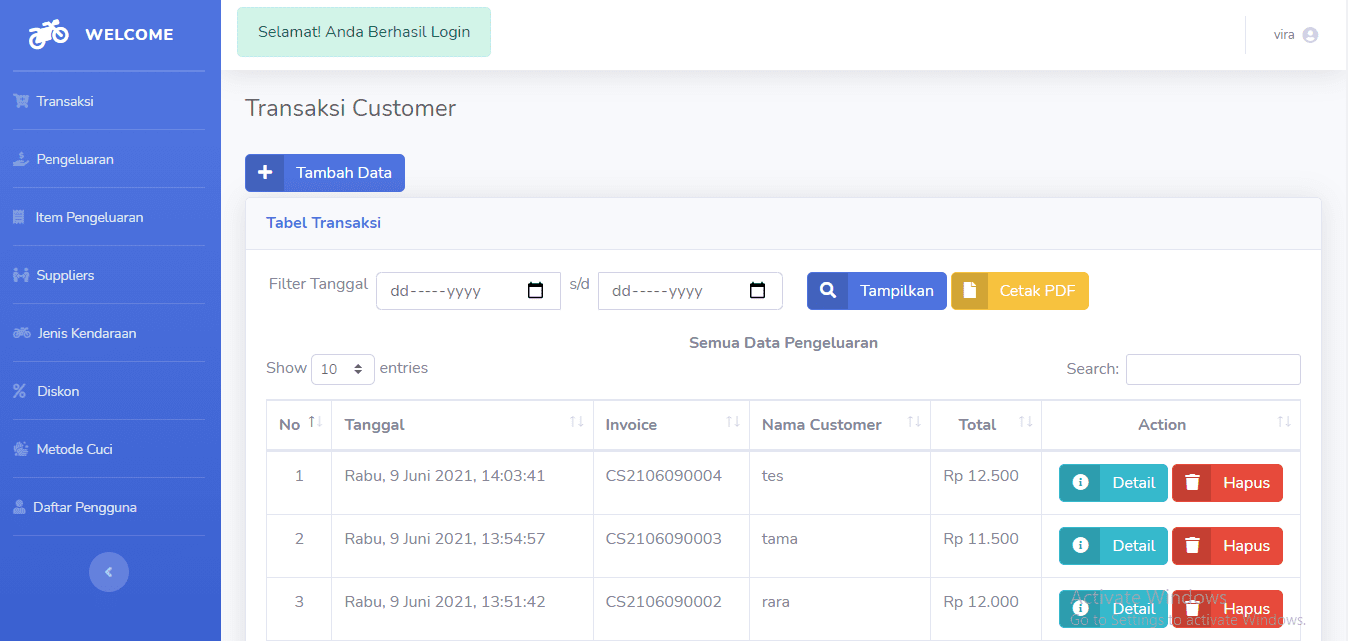 WELCOME
Selamat! Anda Berhasil Login
vira
Transaksi
Pengeluaran
Item Pengeluaran
Suppliers
Jenis Kendaraan
Diskon
Metode Cuci
Daftar Pengguna
Transaksi Customer
Tambah Data
Tabel Transaksi
Filter Tanggal dd-----yyyy s/d dd-----yyyy Tampilkan Cetak PDF
Semua Data Pengeluaran
Show 10 entries Search:
No Tanggal Invoice Nama Customer Total Action
1 Rabu, 9 Juni 2021, 14:03:41 CS2106090004 tes Rp 12.500 Detail Hapus
2 Rabu, 9 Juni 2021, 13:54:57 CS2106090003 tama Rp 11.500 Detail Hapus
3 Rabu, 9 Juni 2021, 13:51:42 CS2106090002 rara Rp 12.000 Detail Hapus
Activate Windows
Go to Settings to activate Windows.